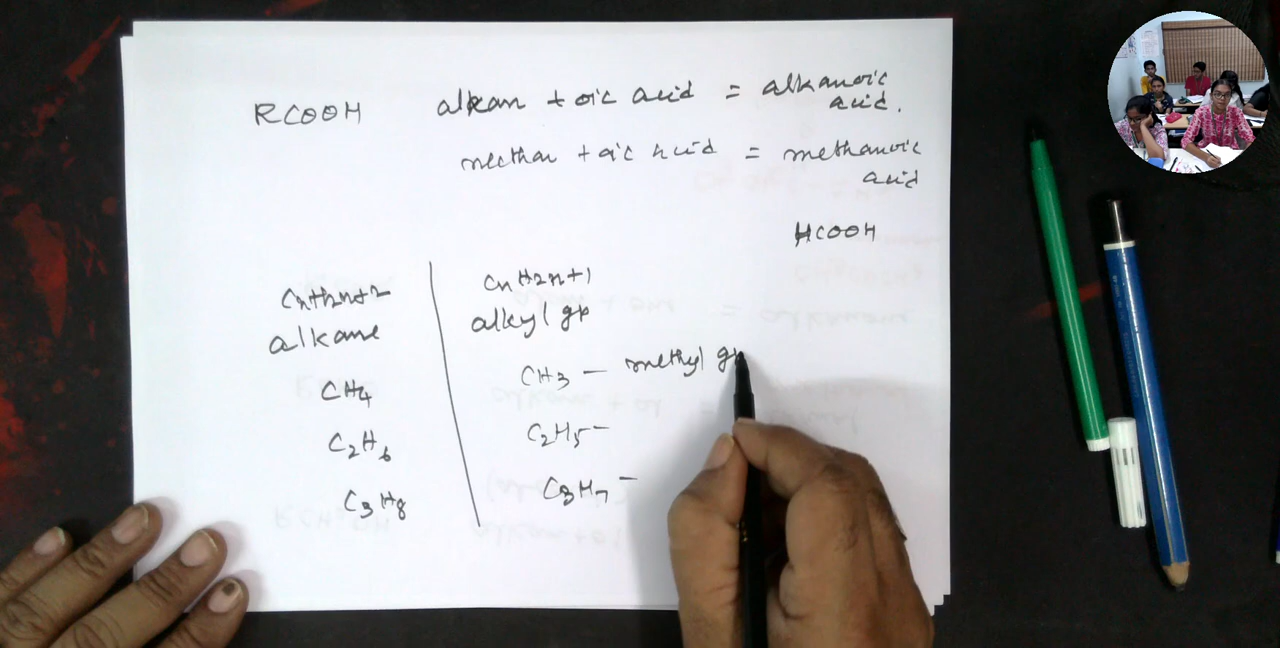 RCOOH alkan + oic acid = alkanoic
acid.
methan + oic acid = methanoic
acid
HCOOH
CnH2n+2 CnH2n+1
alkane alkyl gp
CH4 CH3 - methyl gp
C2H6 C2H5 -
C3H8 C3H7 -